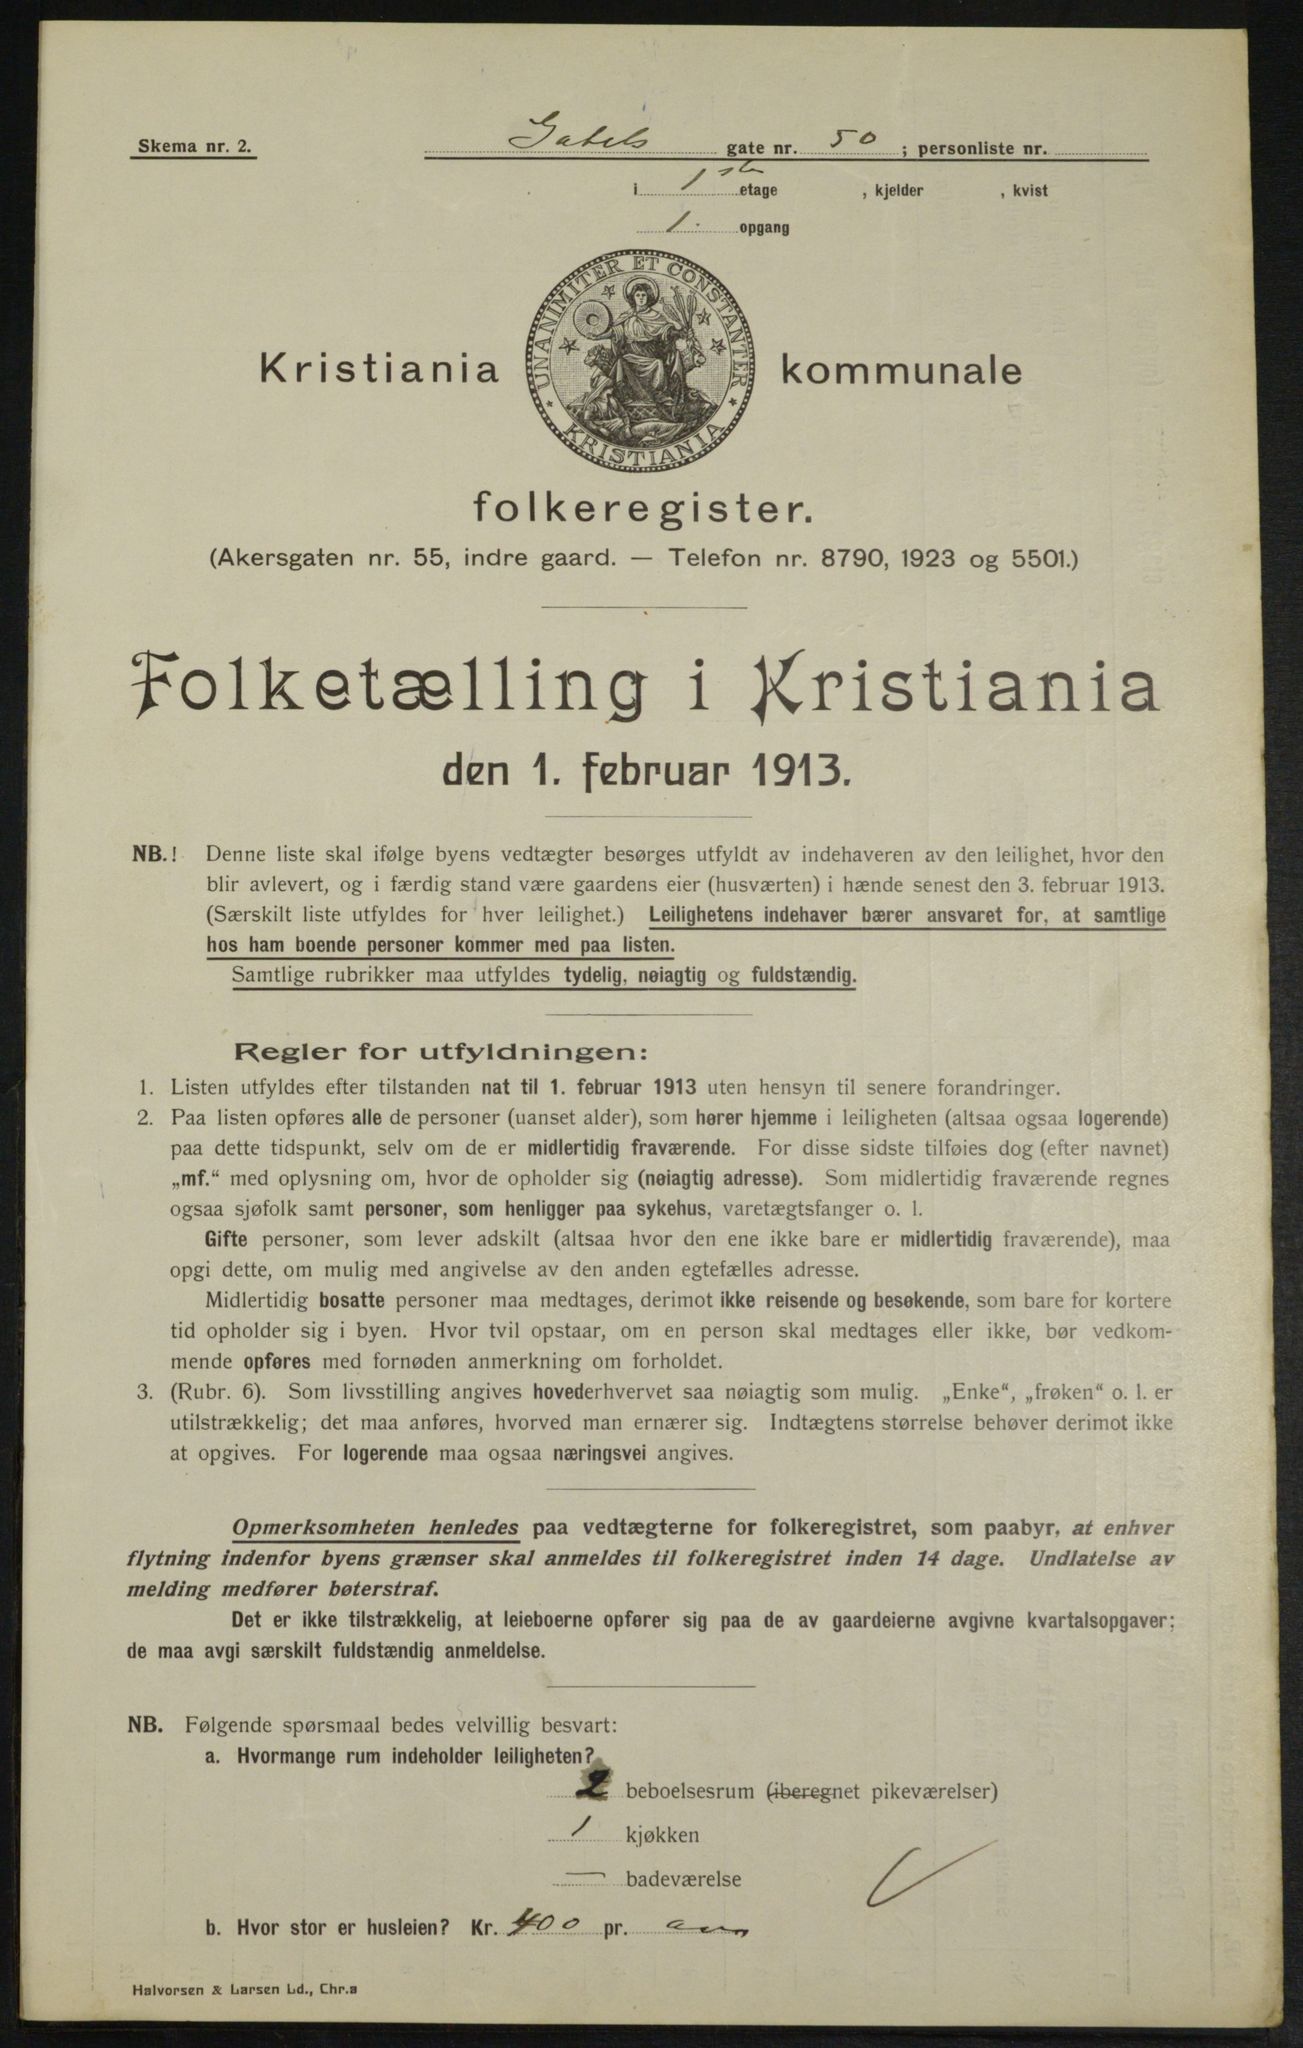 Skema nr. 2. Gabels gate nr. 50 ; personliste nr.
i 1ste etage , kjelder , kvist
1. opgang
UNANIMITER ET CONSTANTER
KRISTIANIA
Kristiania kommunale
folkeregister.
(Akersgaten nr. 55, indre gaard. — Telefon nr. 8790, 1923 og 5501.)
Folketælling i Kristiania
den 1. februar 1913.
NB.! Denne liste skal ifølge byens vedtægter besørges utfyldt av indehaveren av den leilighet, hvor den
blir avlevert, og i færdig stand være gaardens eier (husværten) i hænde senest den 3. februar 1913.
(Særskilt liste utfyldes for hver leilighet.) Leilighetens indehaver bærer ansvaret for, at samtlige
hos ham boende personer kommer med paa listen.
Samtlige rubrikker maa utfyldes tydelig, nøiagtig og fuldstændig.
Regler for utfyldningen:
1. Listen utfyldes efter tilstanden nat til 1. februar 1913 uten hensyn til senere forandringer.
2. Paa listen opføres alle de personer (uanset alder), som hører hjemme i leiligheten (altsaa ogsaa logerende)
paa dette tidspunkt, selv om de er midlertidig fraværende. For disse sidste tilføies dog (efter navnet)
„mf.“ med oplysning om, hvor de opholder sig (nøiagtig adresse). Som midlertidig fraværende regnes
ogsaa sjøfolk samt personer, som henligger paa sykehus, varetægtsfanger o. l.
Gifte personer, som lever adskilt (altsaa hvor den ene ikke bare er midlertidig fraværende), maa
opgi dette, om mulig med angivelse av den anden egtefælles adresse.
Midlertidig bosatte personer maa medtages, derimot ikke reisende og besøkende, som bare for kortere
tid opholder sig i byen. Hvor tvil opstaar, om en person skal medtages eller ikke, bør vedkom-
mende opføres med fornøden anmerkning om forholdet.
3. (Rubr. 6). Som livsstilling angives hovederhvervet saa nøiagtig som mulig. „Enke“, „frøken“ o. l. er
utilstrækkelig; det maa anføres, hvorved man ernærer sig. Indtægtens størrelse behøver derimot ikke
at opgives. For logerende maa ogsaa næringsvei angives.
Opmerksomheten henledes paa vedtægterne for folkeregistret, som paabyr, at enhver
flytning indenfor byens grænser skal anmeldes til folkeregistret inden 14 dage. Undlatelse av
melding medfører bøterstraf.
Det er ikke tilstrækkelig, at leieboerne opfører sig paa de av gaardeierne avgivne kvartalsopgaver;
de maa avgi særskilt fuldstændig anmeldelse.
NB. Følgende spørsmaal bedes velvillig besvart:
a. Hvormange rum indeholder leiligheten?
2 beboelsesrum (iberegnet pikeværelser)
1 kjøkken
— badeværelse
b. Hvor stor er husleien? Kr. 400 pr.
Halvorsen & Larsen Ld., Chr.a